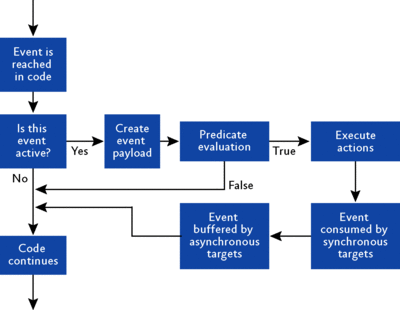 Event is
reached
in code
Is this
event
active?
Yes
Create
event
payload
Predicate
evaluation
True
Execute
actions
No
False
Event
buffered by
asynchronous
targets
Event
consumed by
synchronous
targets
Code
continues